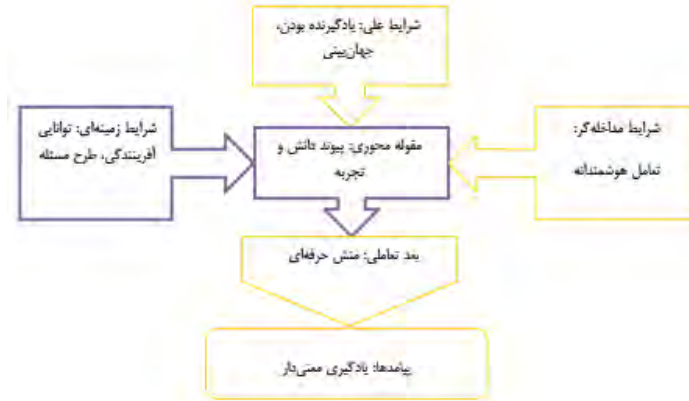 شرایط علی: یادگیرنده بودن،
جهان‌بینی
شرایط زمینه‌ای: توانایی
آفرینندگی، طرح مسئله
مقوله محوری: پیوند دانش و
تجربه
شرایط مداخله‌گر:
تعامل هوشمندانه
بعد تعاملی: منش حرفه‌ای
پیامدها: یادگیری معنی‌دار